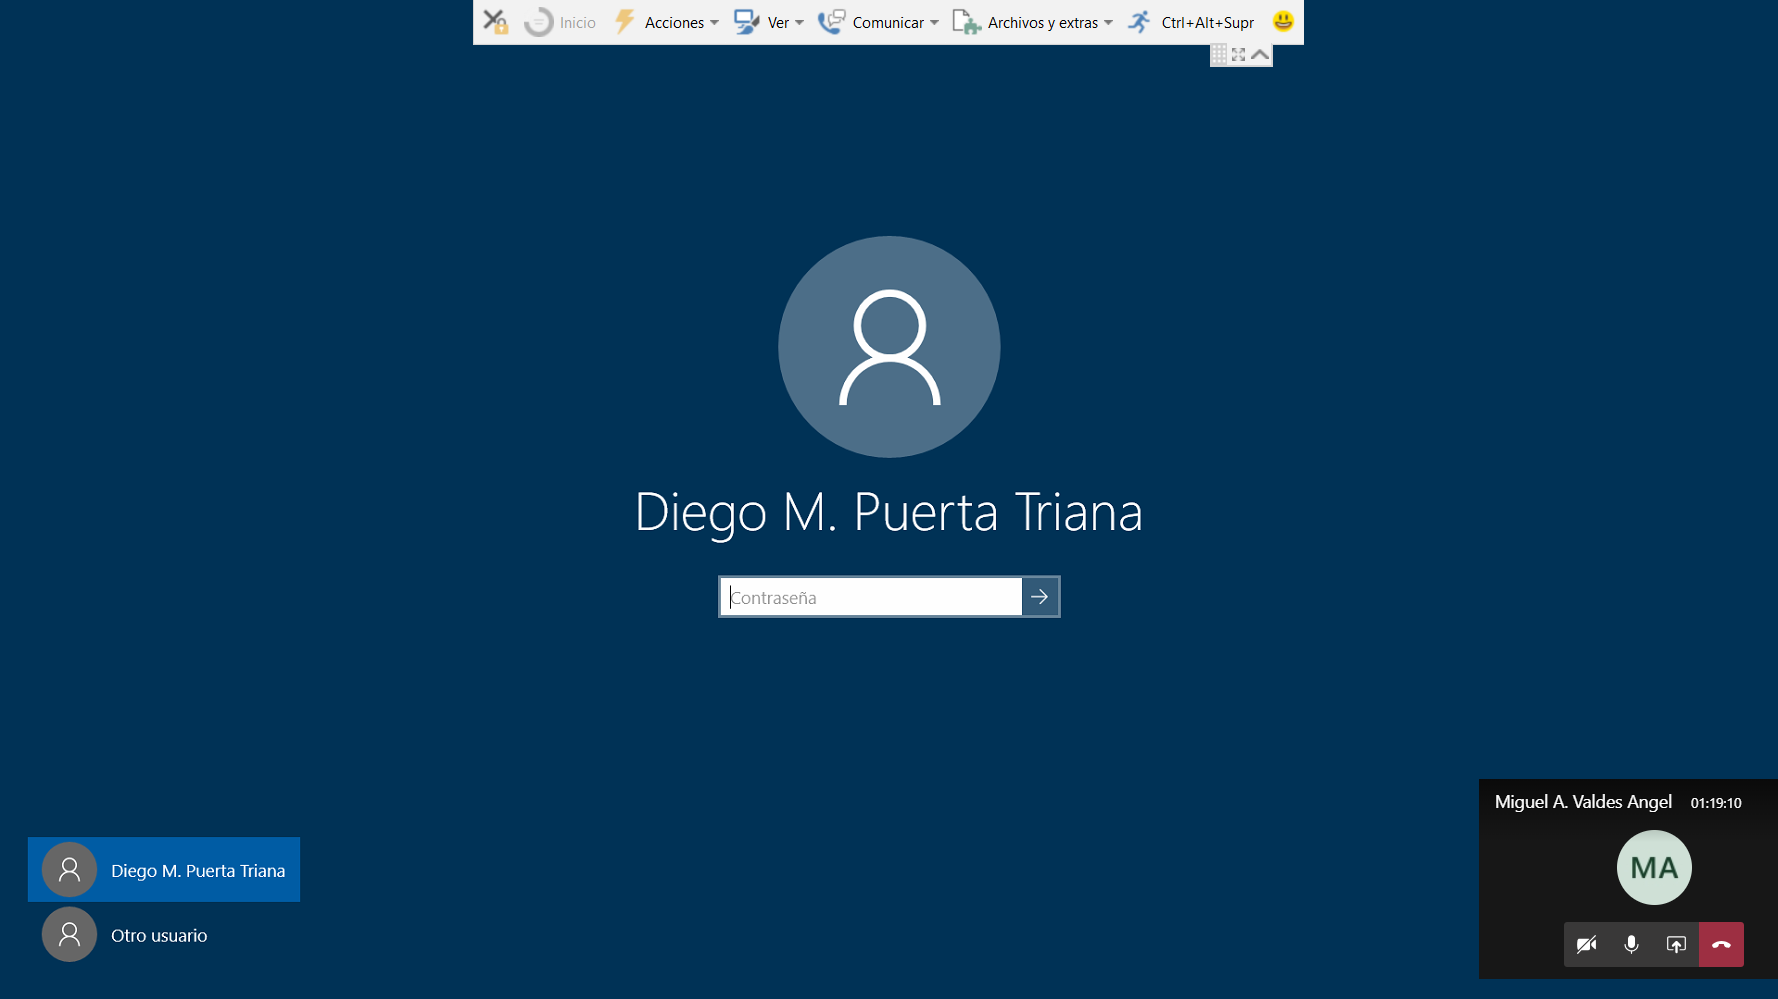 Inicio Acciones Ver Comunicar Archivos y extras Ctrl+Alt+Supr
Diego M. Puerta Triana
Contraseña
Miguel A. Valdes Angel 01:19:10
MA
Diego M. Puerta Triana
Otro usuario